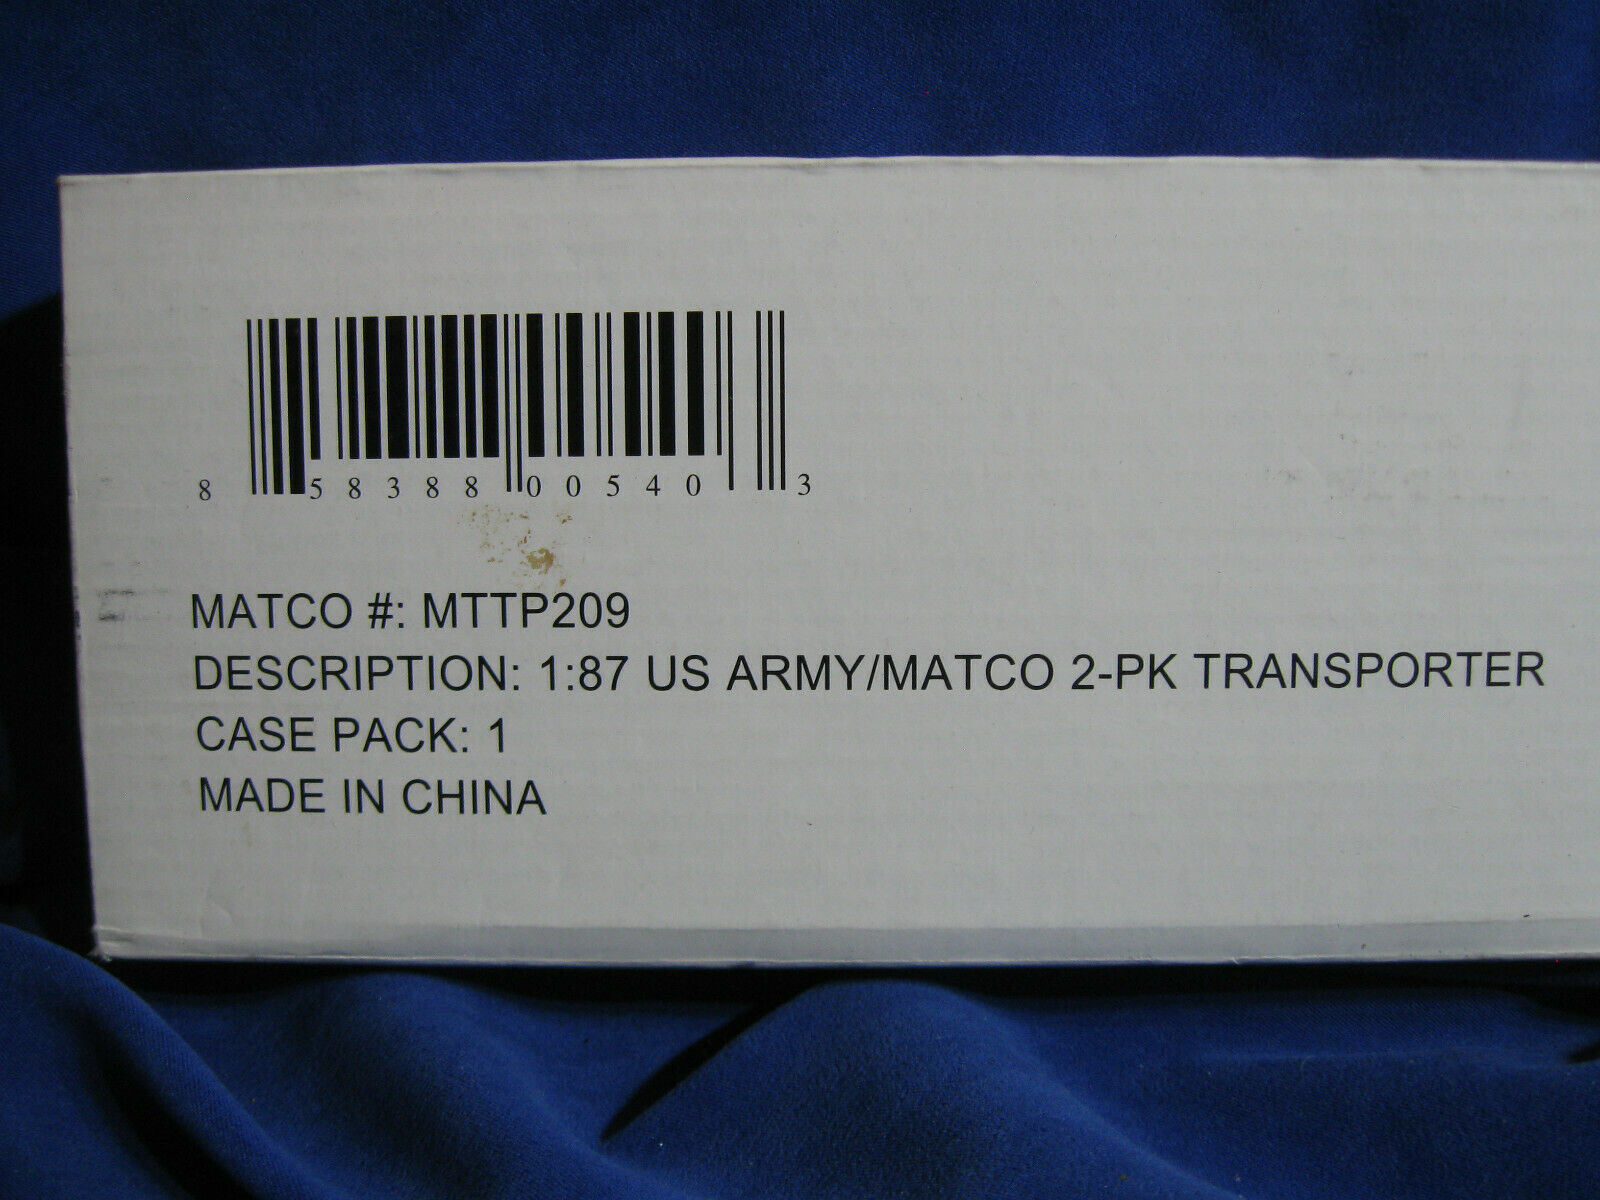 8 58388 00540 3
MATCO #: MTTP209
DESCRIPTION: 1:87 US ARMY/MATCO 2-PK TRANSPORTER
CASE PACK: 1
MADE IN CHINA